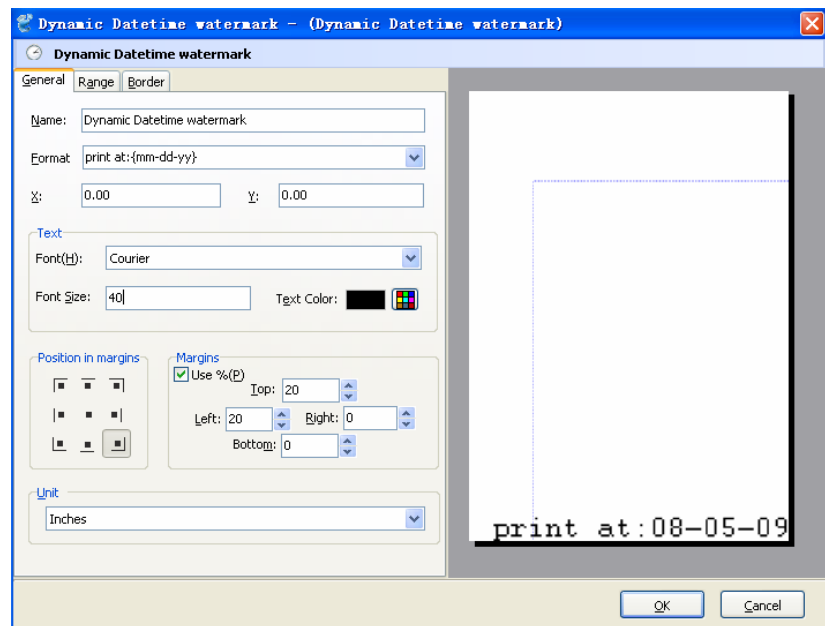 Dynamic Datetime watermark - (Dynamic Datetime watermark)
Dynamic Datetime watermark
General Range Border
Name: Dynamic Datetime watermark
Format print at:{mm-dd-yy}
X: 0.00 Y: 0.00
Text
Font(H): Courier
Font Size: 40 Text Color:
Position in margins Margins
Use %(P)
Top: 20
Left: 20 Right: 0
Bottom: 0
Unit
Inches
print at:08-05-09
OK Cancel